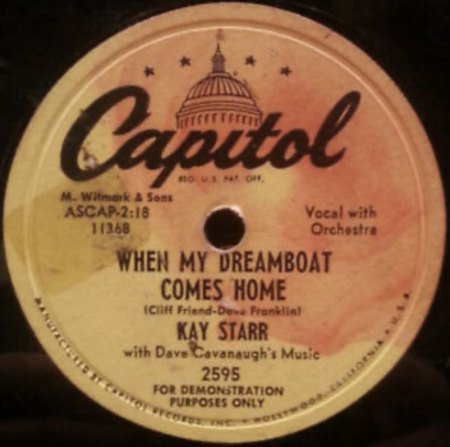 Capitol
REG. U.S. PAT. OFF.
M. Witmark & Sons
ASCAP-2:18
11368
Vocal with
Orchestra
WHEN MY DREAMBOAT
COMES HOME
(Cliff Friend-Dave Franklin)
KAY STARR
with Dave Cavanaugh's Music
2595
FOR DEMONSTRATION
PURPOSES ONLY
MANUFACTURED BY CAPITOL RECORDS, INC. • HOLLYWOOD, CALIFORNIA • U.S.A.